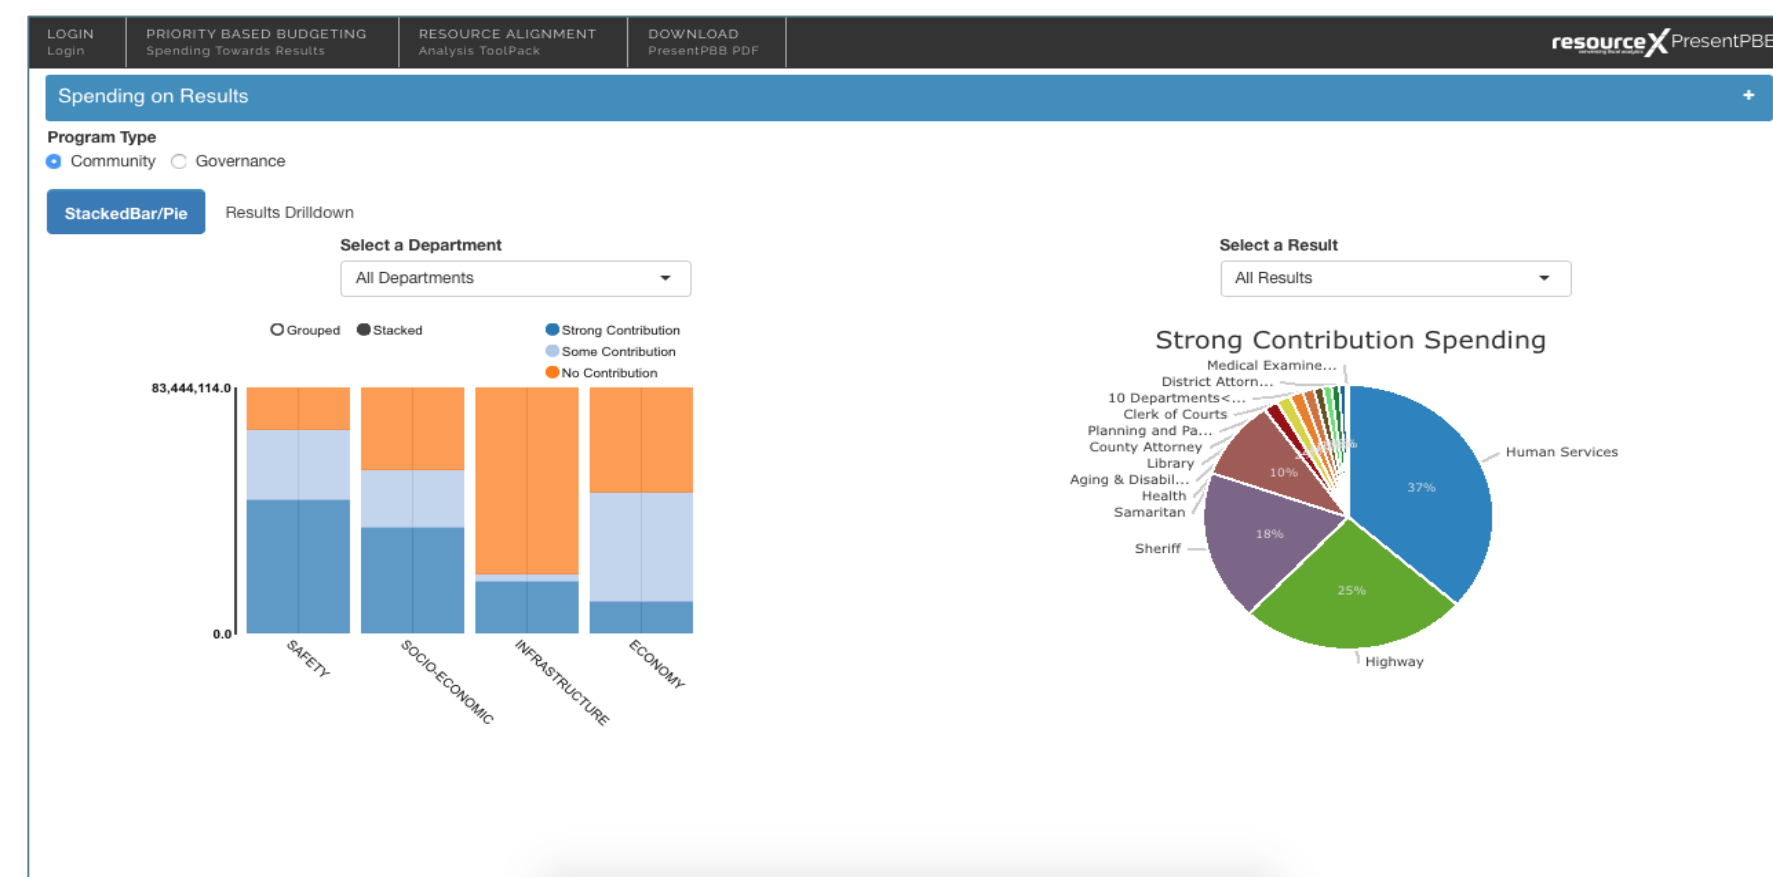 LOGIN
Login
PRIORITY BASED BUDGETING
Spending Towards Results
RESOURCE ALIGNMENT
Analysis ToolPack
DOWNLOAD
PresentPBB PDF
resourceX PresentPBB
Spending on Results
+
Program Type
Community Governance
StackedBar/Pie Results Drilldown
Select a Department
All Departments
Grouped Stacked
Strong Contribution
Some Contribution
No Contribution
83,444,114.0
0.0
SAFETY
SOCIO-ECONOMIC
INFRASTRUCTURE
ECONOMY
Select a Result
All Results
Strong Contribution Spending
Medical Examine...
District Attorn...
10 Departments<...
Clerk of Courts
Planning and Pa...
County Attorney
Library
Aging & Disabil...
Health
Samaritan
Sheriff
Human Services
Highway
37%
25%
18%
10%